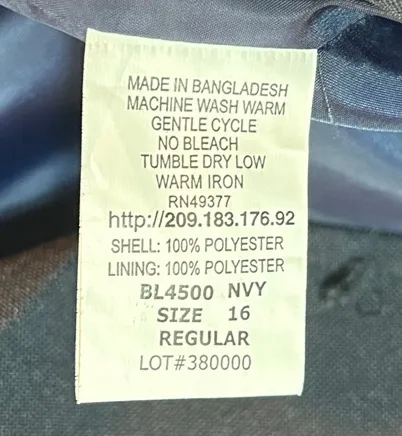 MADE IN BANGLADESH
MACHINE WASH WARM
GENTLE CYCLE
NO BLEACH
TUMBLE DRY LOW
WARM IRON
RN49377
http://209.183.176.92
SHELL: 100% POLYESTER
LINING: 100% POLYESTER
BL4500 NVY
SIZE 16
REGULAR
LOT#380000